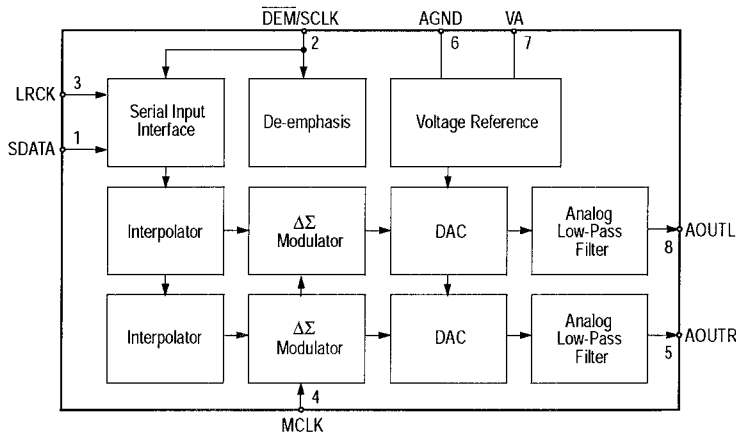 DEM/SCLK
AGND
VA
2
6
7
LRCK
3
SDATA
1
Serial Input
Interface
De-emphasis
Voltage Reference
Interpolator
ΔΣ
Modulator
DAC
Analog
Low-Pass
Filter
8
AOUTL
Interpolator
ΔΣ
Modulator
DAC
Analog
Low-Pass
Filter
5
AOUTR
4
MCLK